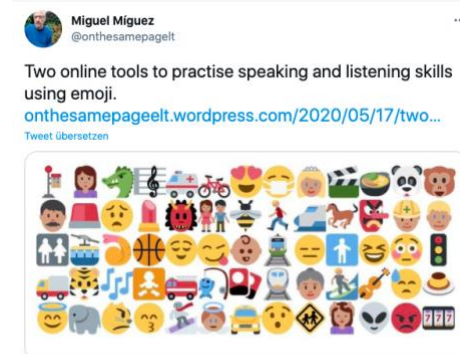 Miguel Míguez
@onthesamepagelt
Two online tools to practise speaking and listening skills
using emoji.
onthesamepageelt.wordpress.com/2020/05/17/two...
Tweet übersetzen